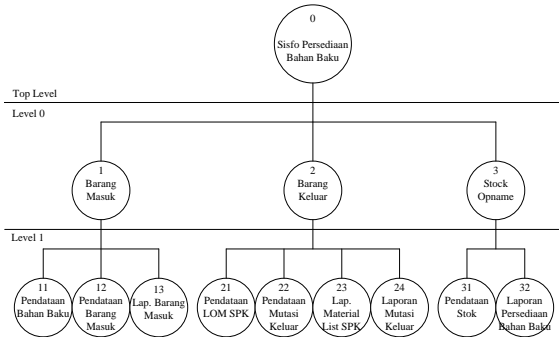 0
Sisfo Persediaan
Bahan Baku
Top Level
Level 0
1
Barang
Masuk
2
Barang
Keluar
3
Stock
Opname
Level 1
11
Pendataan
Bahan Baku
12
Pendataan
Barang
Masuk
13
Lap. Barang
Masuk
21
Pendataan
LOM SPK
22
Pendataan
Mutasi
Keluar
23
Lap.
Material
List SPK
24
Laporan
Mutasi
Keluar
31
Pendataan
Stok
32
Laporan
Persediaan
Bahan Baku